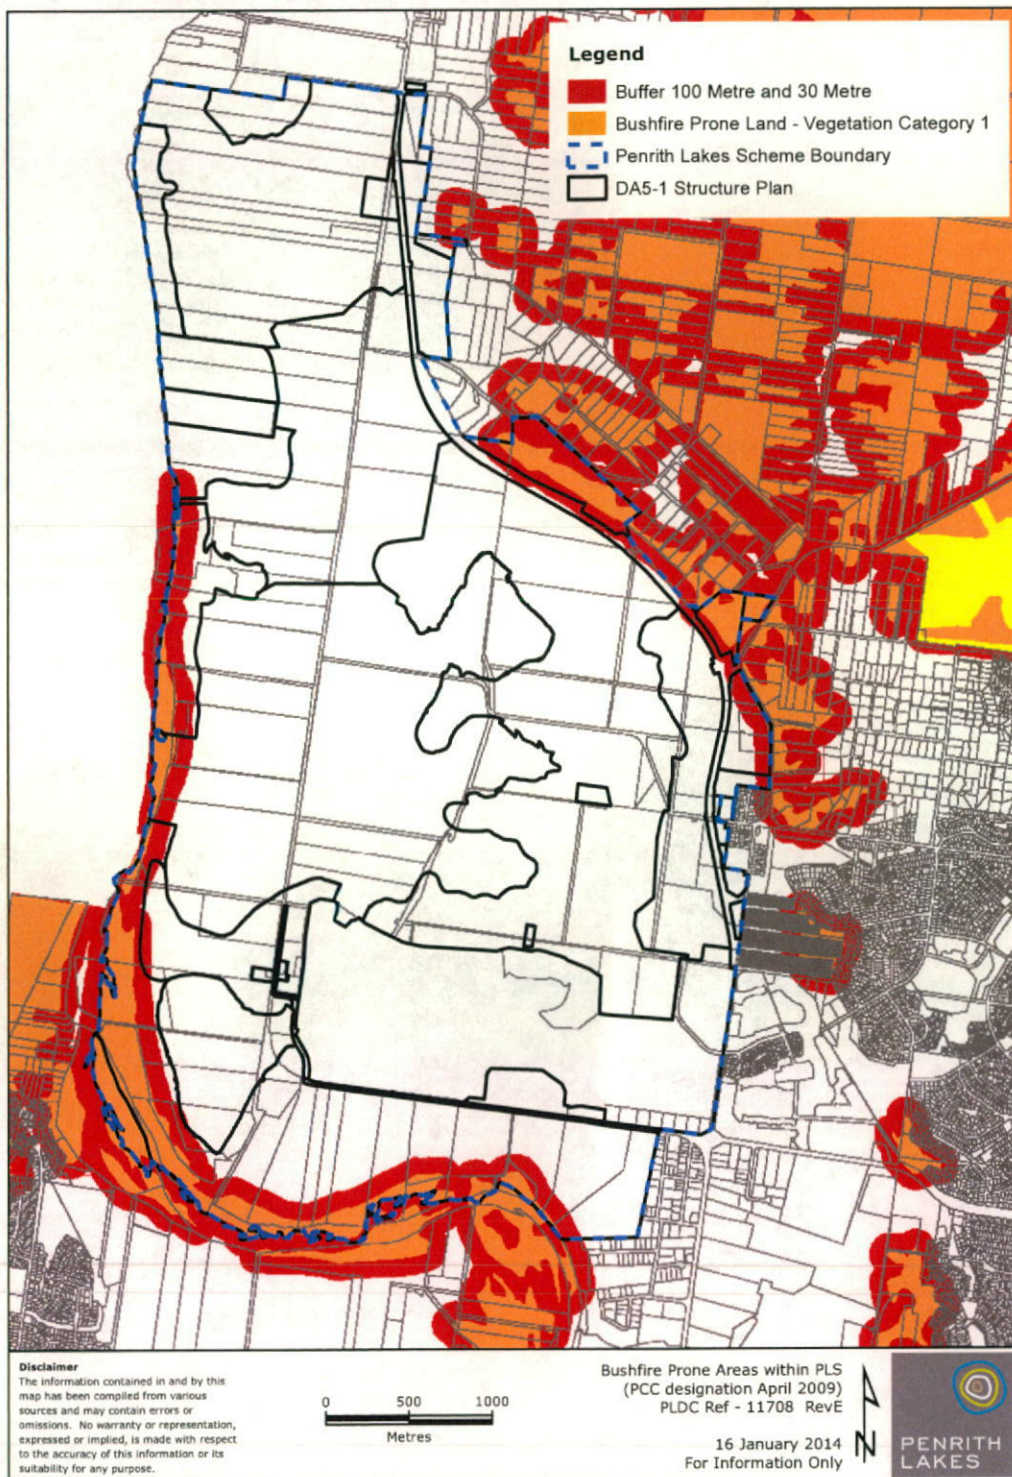 Legend
Buffer 100 Metre and 30 Metre
Bushfire Prone Land - Vegetation Category 1
Penrith Lakes Scheme Boundary
DA5-1 Structure Plan
Disclaimer
The information contained in and by this
map has been compiled from various
sources and may contain errors or
omissions. No warranty or representation,
expressed or implied, is made with respect
to the accuracy of this information or its
suitability for any purpose.
0 500 1000
Metres
Bushfire Prone Areas within PLS
(PCC designation April 2009)
PLDC Ref - 11708 RevE
16 January 2014
For Information Only
N
PENRITH
LAKES